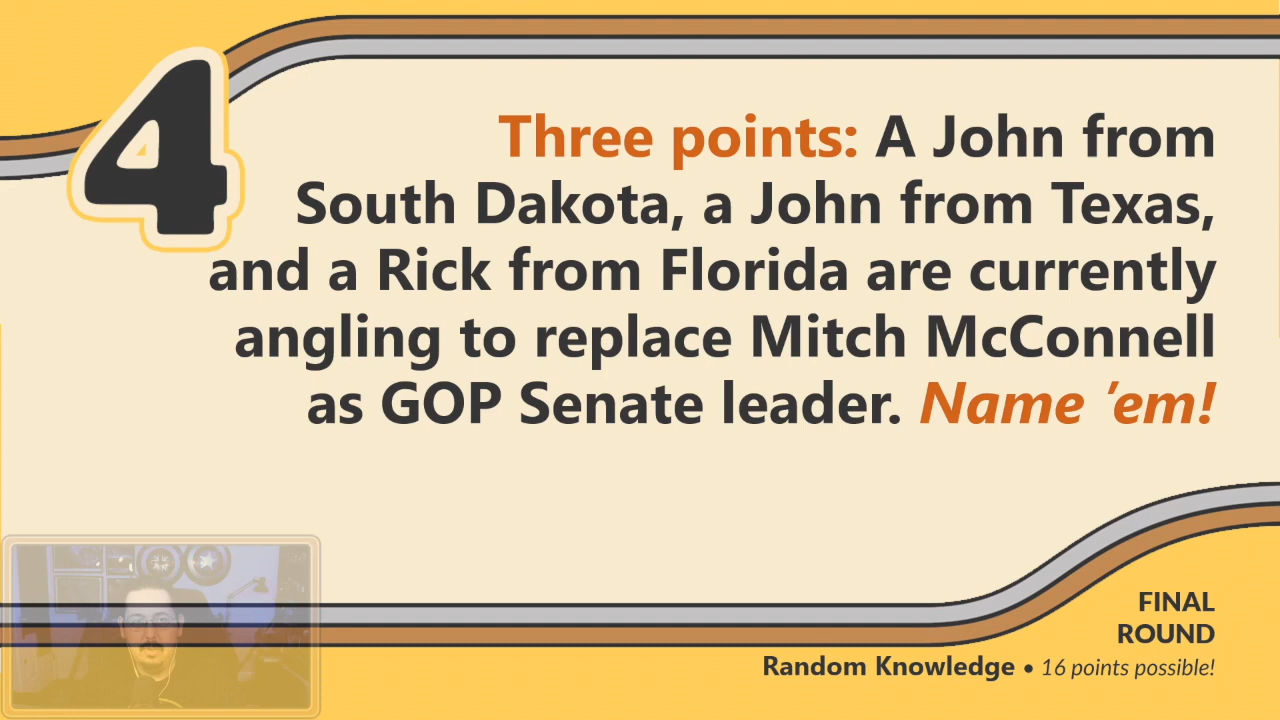 4
Three points: A John from
South Dakota, a John from Texas,
and a Rick from Florida are currently
angling to replace Mitch McConnell
as GOP Senate leader. Name ’em!
FINAL
ROUND
Random Knowledge • 16 points possible!